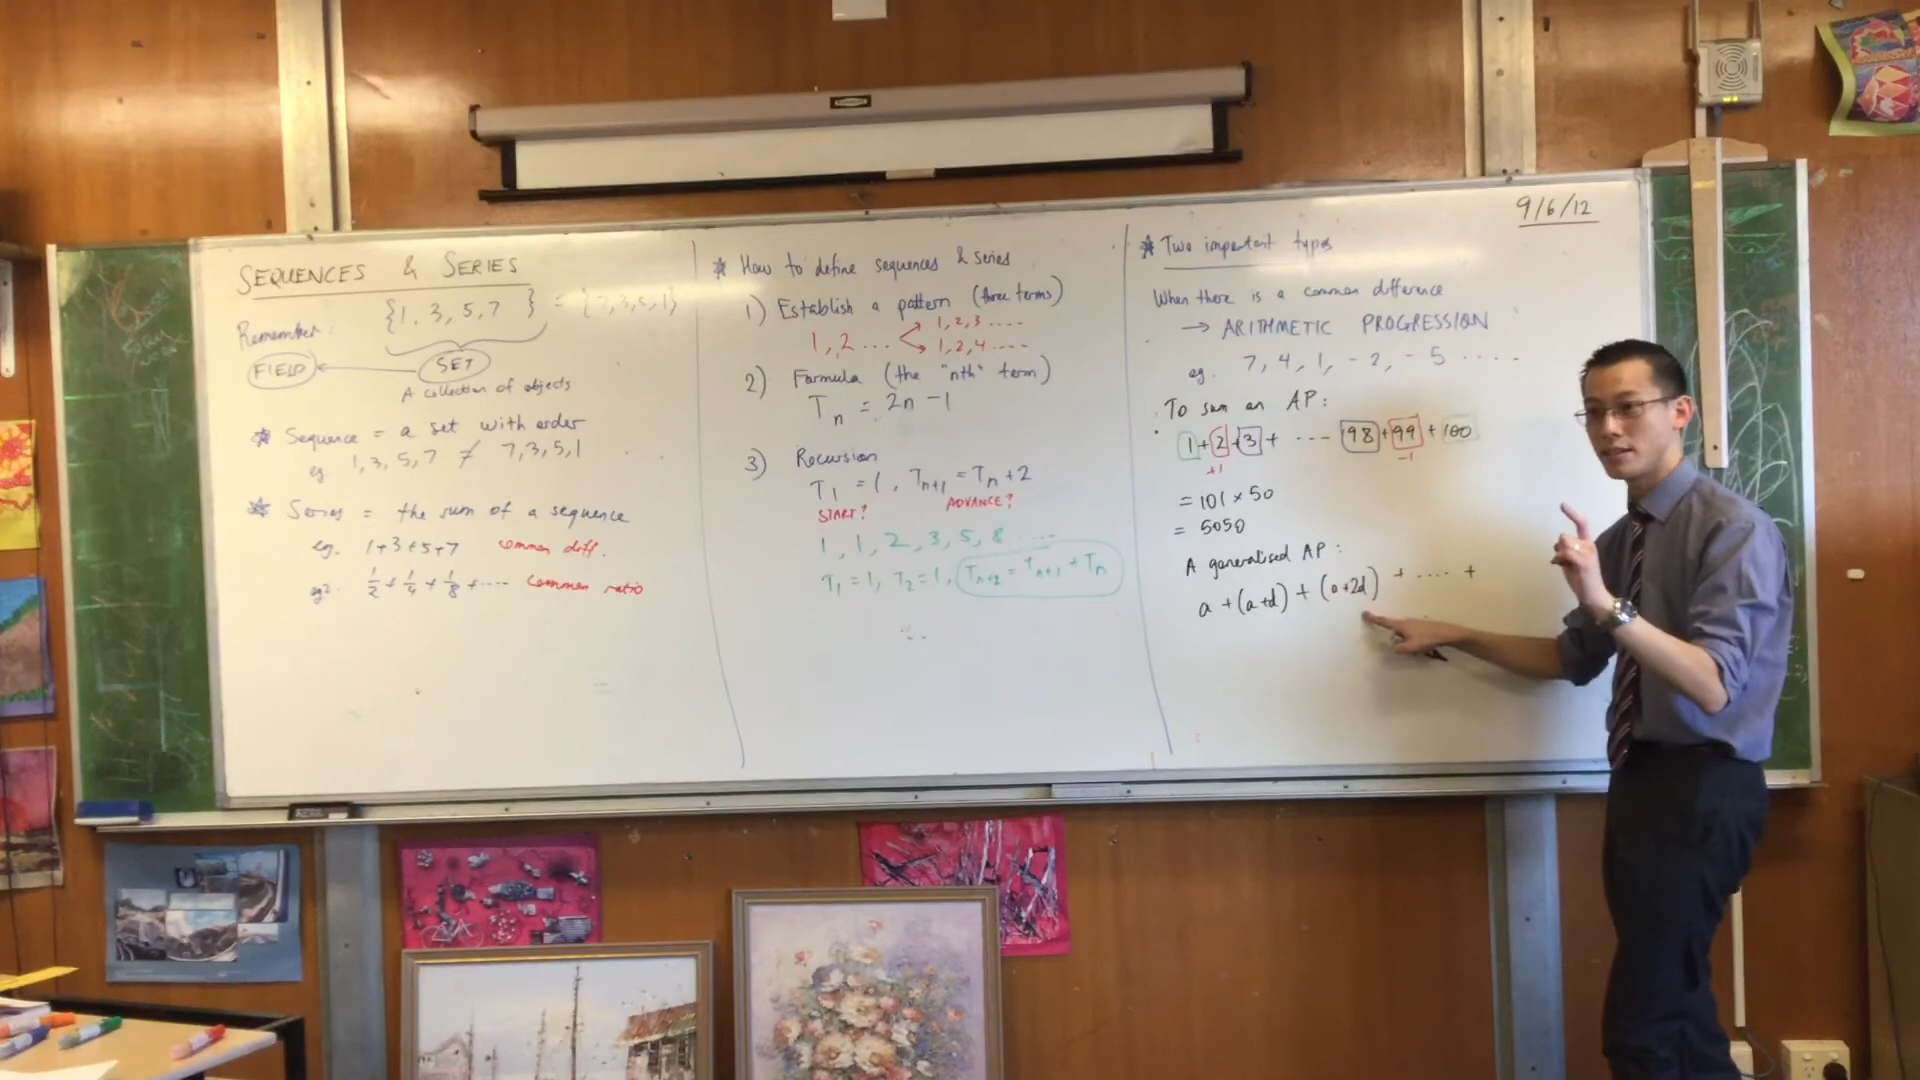 SEQUENCES & SERIES
Remember: {1, 3, 5, 7 } = {7,3,5,1}
FIELD ← SET
A collection of objects
* Sequence = a set with order
eg. 1,3,5,7 ≠ 7,3,5,1
* Series = the sum of a sequence
eg. 1+3+5+7 common diff.
eg2. 1/2 + 1/4 + 1/8 + ···· common ratio
* How to define sequences & series
1) Establish a pattern (three terms)
1, 2 ... 1, 2, 3 ....
1, 2, 4 ....
2) Formula (the "nth" term)
Tn = 2n - 1
3) Recursion
T1 = 1, Tn+1 = Tn + 2
START? ADVANCE?
1, 1, 2, 3, 5, 8 ....
T1 = 1, T2 = 1, Tn+2 = Tn+1 + Tn
9/6/12
* Two important types
When there is a common difference
→ ARITHMETIC PROGRESSION
eg. 7, 4, 1, -2, -5 ·····
To sum an AP:
1+2+3+ ···· 98+99+100
+1 -1
= 101 × 50
= 5050
A generalised AP:
a + (a+d) + (a+2d) + ···· +